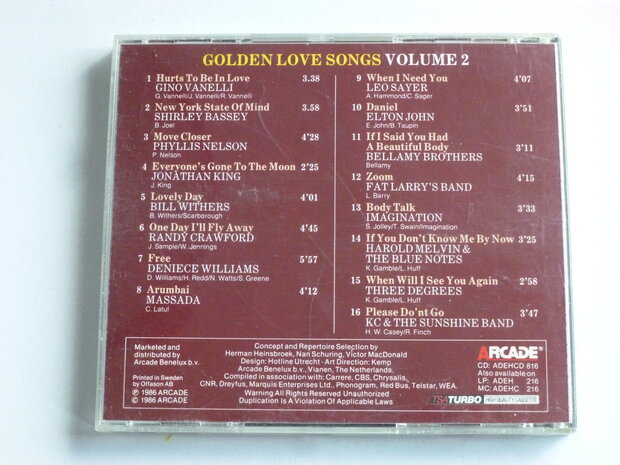 GOLDEN LOVE SONGS VOLUME 2
1 Hurts To Be In Love 3.38
GINO VANELLI
G. Vannelli/J. Vannelli/R. Vannelli
2 New York State Of Mind 3.58
SHIRLEY BASSEY
B. Joel
3 Move Closer 4'28
PHYLLIS NELSON
P. Nelson
4 Everyone's Gone To The Moon 2'25
JONATHAN KING
J. King
5 Lovely Day 4'01
BILL WITHERS
B. Withers/Scarborough
6 One Day I'll Fly Away 4'45
RANDY CRAWFORD
J. Sample/W. Jennings
7 Free 5'57
DENIECE WILLIAMS
D. Williams/H. Redd/N. Watts/S. Greene
8 Arumbai 4'12
MASSADA
C. Latul
9 When I Need You 4'07
LEO SAYER
A. Hammond/C. Sager
10 Daniel 3'51
ELTON JOHN
E. John/B. Taupin
11 If I Said You Had
A Beautiful Body 3'11
BELLAMY BROTHERS
Bellamy
12 Zoom 4'15
FAT LARRY'S BAND
L. Barry
13 Body Talk 3'33
IMAGINATION
S. Jolley/T. Swain/Imagination
14 If You Don't Know Me By Now 3'25
HAROLD MELVIN &
THE BLUE NOTES
K. Gamble/L. Huff
15 When Will I See You Again 2'58
THREE DEGREES
K. Gamble/L. Huff
16 Please Do'nt Go 3'47
KC & THE SUNSHINE BAND
H. W. Casey/R. Finch
Marketed and
distributed by
Arcade Benelux b.v.
Printed in Sweden
by Offason AB
℗ 1986 ARCADE
© 1986 ARCADE
Concept and Repertoire Selection by
Herman Heinsbroek, Nan Schuring, Victor MacDonald
Design: Hotline Utrecht - Art Direction: Kemp
Arcade Benelux b.v., Vianen, The Netherlands.
Compiled in association with: Carrere, CBS, Chrysalis,
CNR, Dreyfus, Marquis Enterprises Ltd., Phonogram, Red Bus, Telstar, WEA.
Warning All Rights Reserved Unauthorized
Duplication Is A Violation Of Applicable Laws
ARCADE
CD: ADEHCD 816
Also available on
LP: ADEH 216
MC: ADEHC 216
TSATURBO HIGH QUALITY CASSETTE